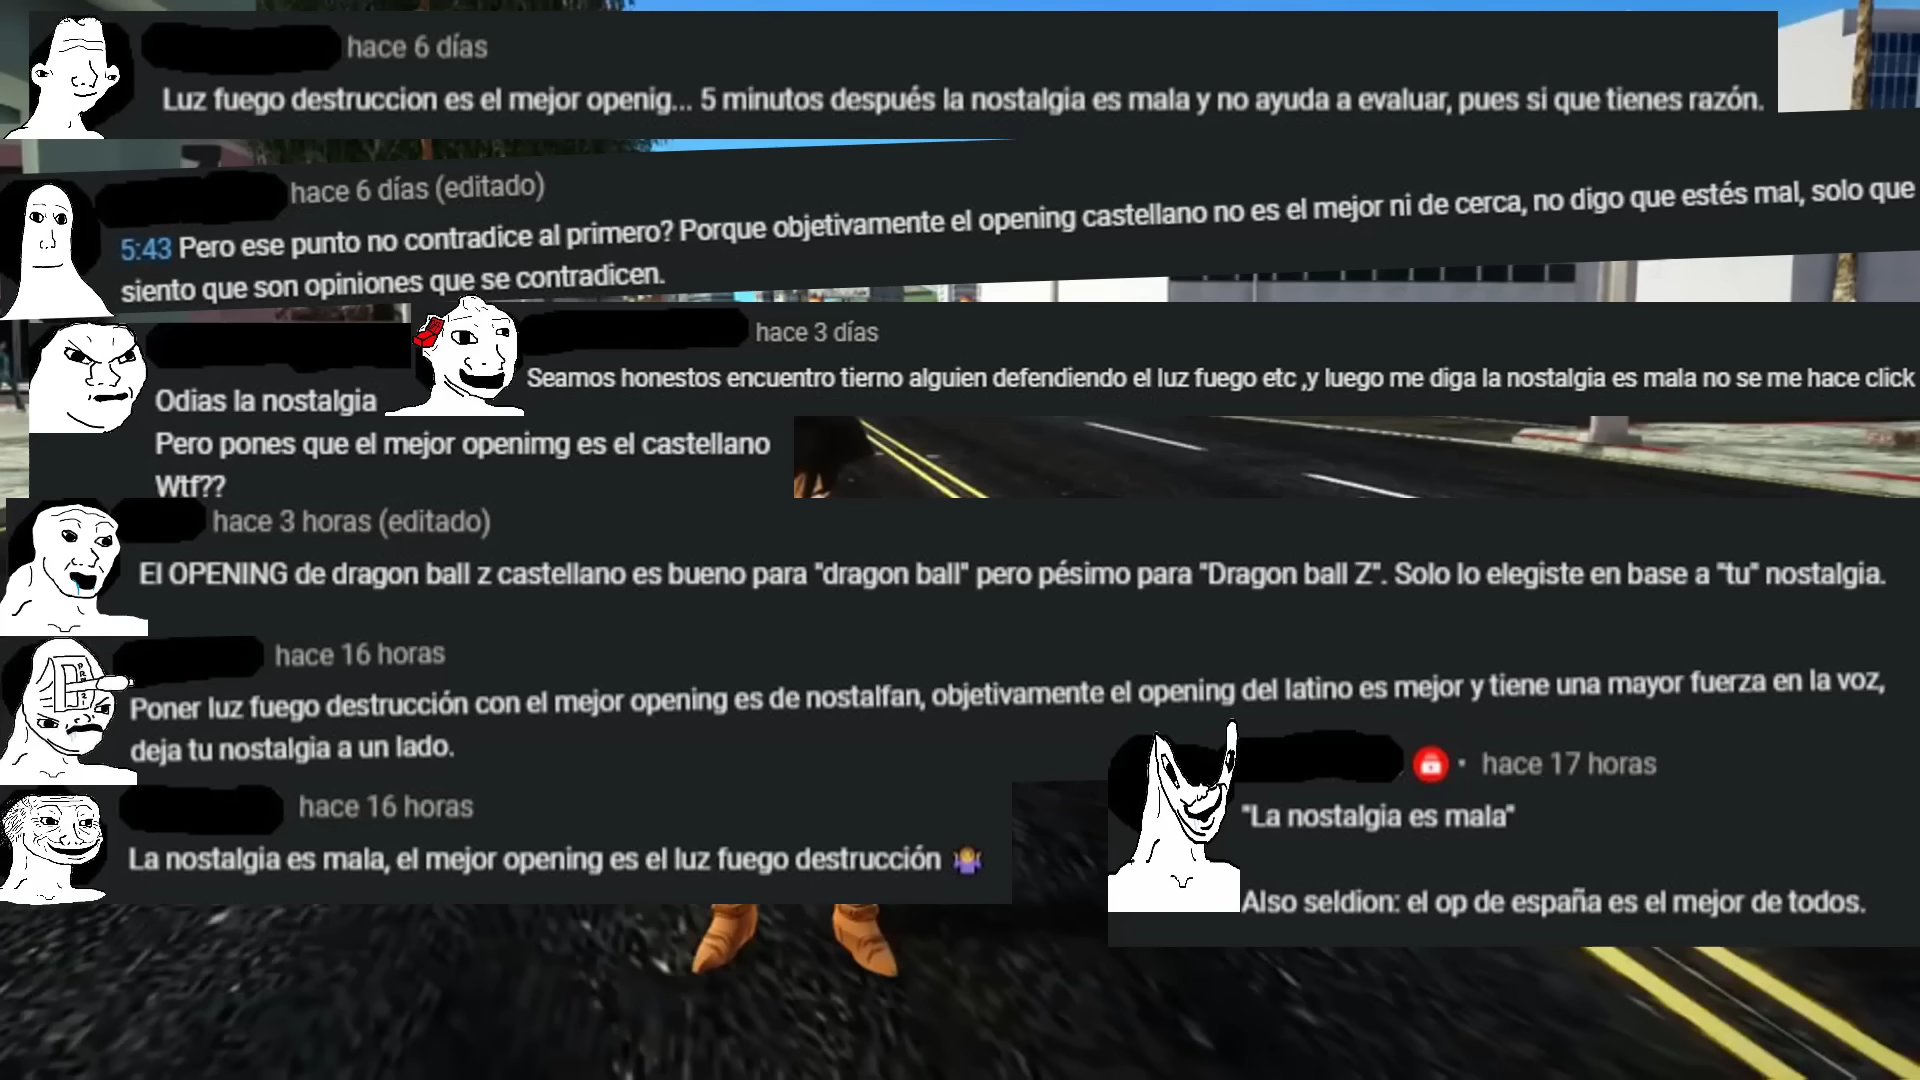 hace 6 días
Luz fuego destruccion es el mejor openig... 5 minutos después la nostalgia es mala y no ayuda a evaluar, pues si que tienes razón.
hace 6 días (editado)
5:43 Pero ese punto no contradice al primero? Porque objetivamente el opening castellano no es el mejor ni de cerca, no digo que estés mal, solo que
siento que son opiniones que se contradicen.
hace 3 días
Seamos honestos encuentro tierno alguien defendiendo el luz fuego etc ,y luego me diga la nostalgia es mala no se me hace click
Odias la nostalgia
Pero pones que el mejor openimg es el castellano
Wtf??
hace 3 horas (editado)
El OPENING de dragon ball z castellano es bueno para "dragon ball" pero pésimo para "Dragon ball Z". Solo lo elegiste en base a "tu" nostalgia.
hace 16 horas
Poner luz fuego destrucción con el mejor opening es de nostalfan, objetivamente el opening del latino es mejor y tiene una mayor fuerza en la voz,
deja tu nostalgia a un lado.
hace 16 horas
La nostalgia es mala, el mejor opening es el luz fuego destrucción 🤷
• hace 17 horas
"La nostalgia es mala"
Also seldion: el op de españa es el mejor de todos.